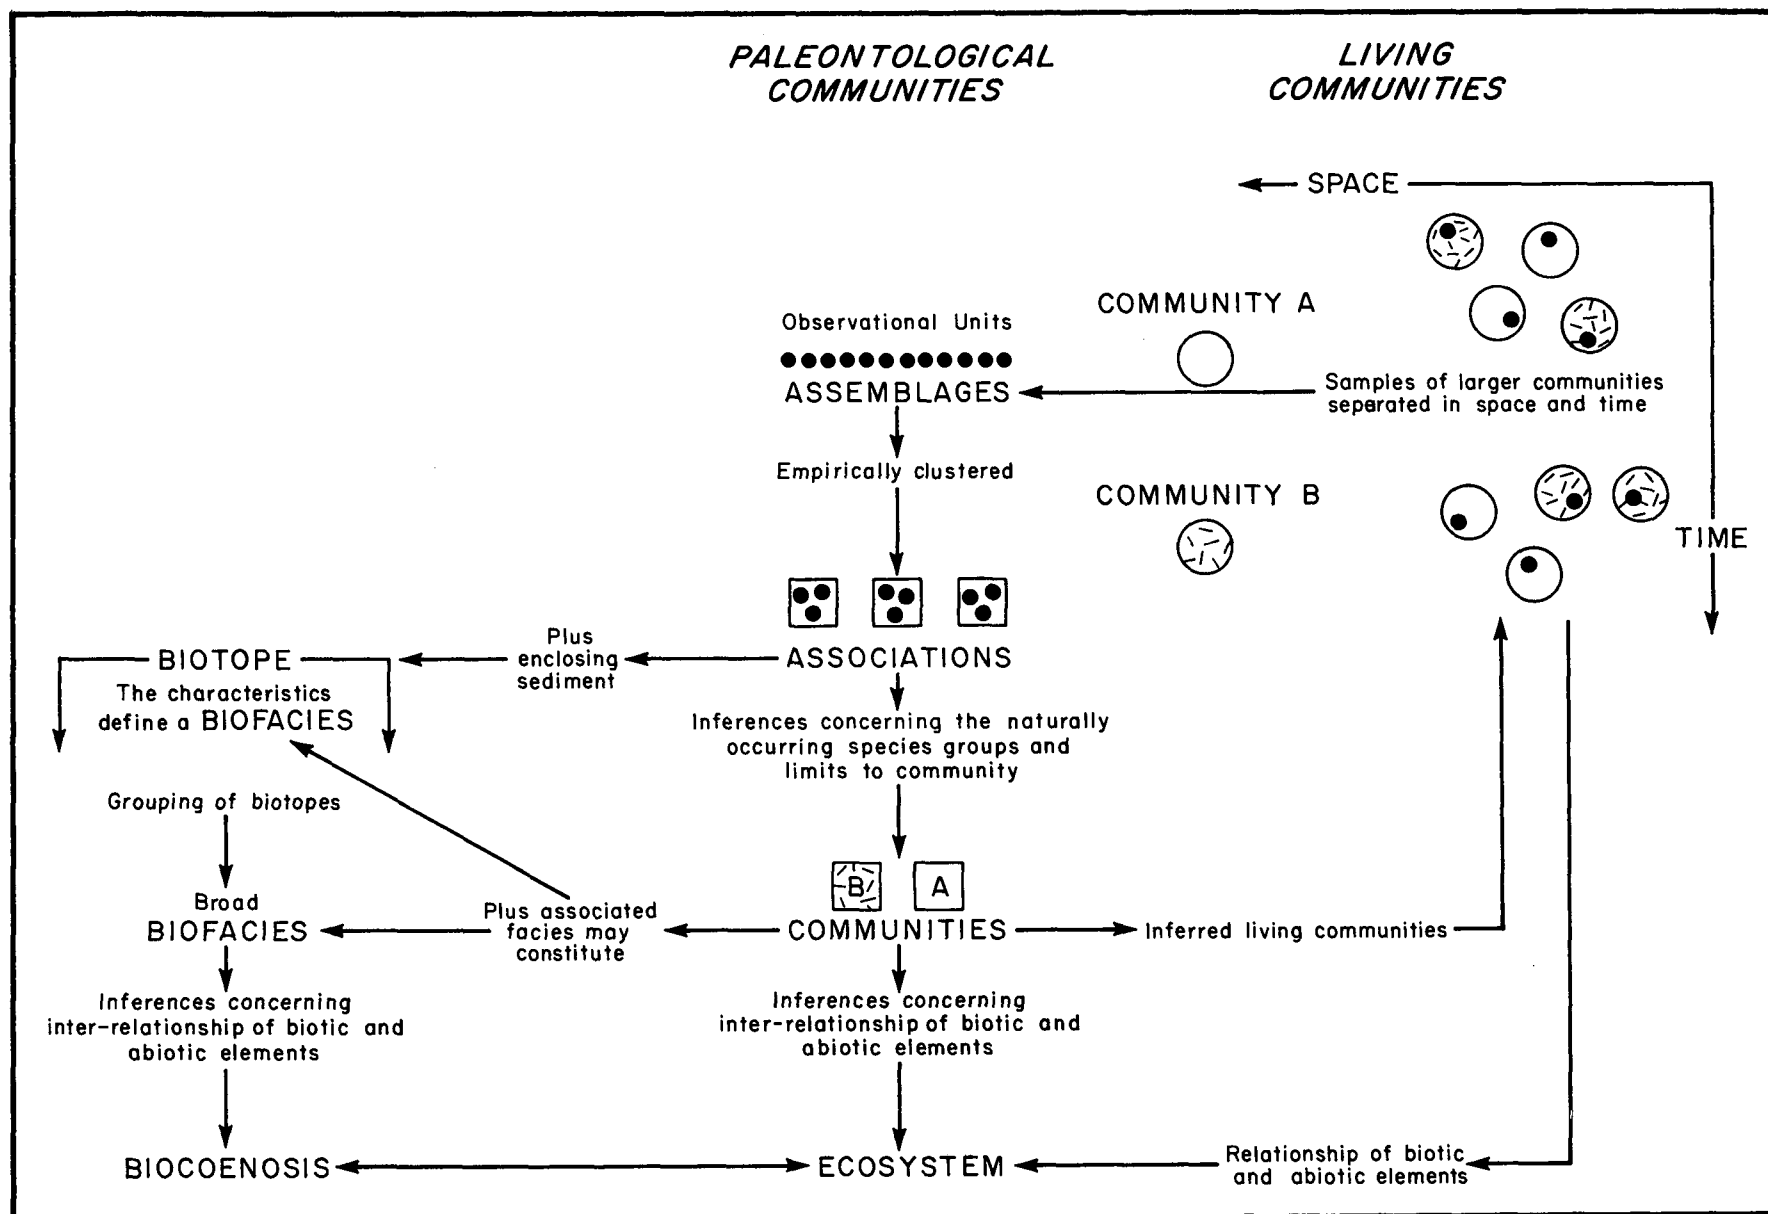 PALEONTOLOGICAL
COMMUNITIES
LIVING
COMMUNITIES
SPACE
COMMUNITY A
Observational Units
ASSEMBLAGES
Samples of larger communities
seperated in space and time
Empirically clustered
COMMUNITY B
TIME
BIOTOPE
Plus
enclosing
sediment
ASSOCIATIONS
The characteristics
define a BIOFACIES
Inferences concerning the naturally
occurring species groups and
limits to community
Grouping of biotopes
B
A
Broad
BIOFACIES
Plus associated
facies may
constitute
COMMUNITIES
Inferred living communities
Inferences concerning
inter-relationship of biotic and
abiotic elements
Inferences concerning
inter-relationship of biotic and
abiotic elements
BIOCOENOSIS
ECOSYSTEM
Relationship of biotic
and abiotic elements